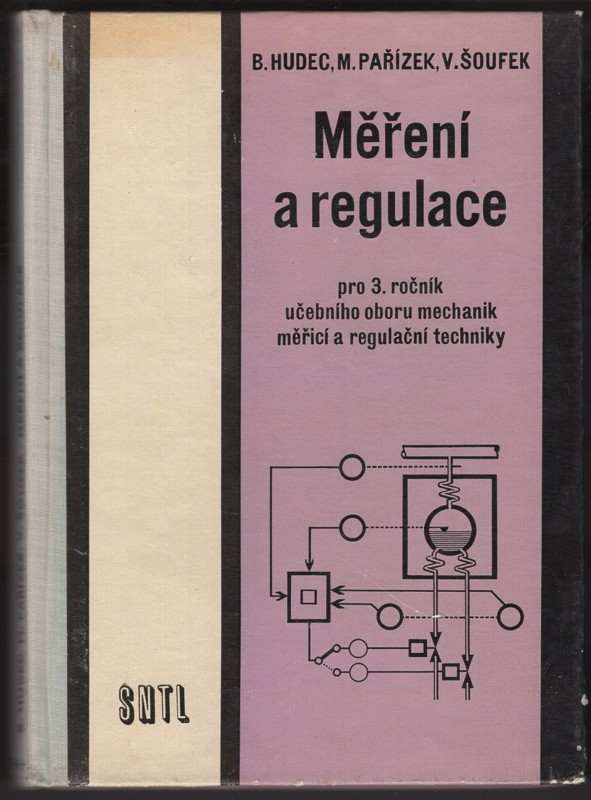 B. HUDEC, M. PAŘÍZEK, V. ŠOUFEK
Měření
a regulace
pro 3. ročník
učebního oboru mechanik
měřicí a regulační techniky
SNTL